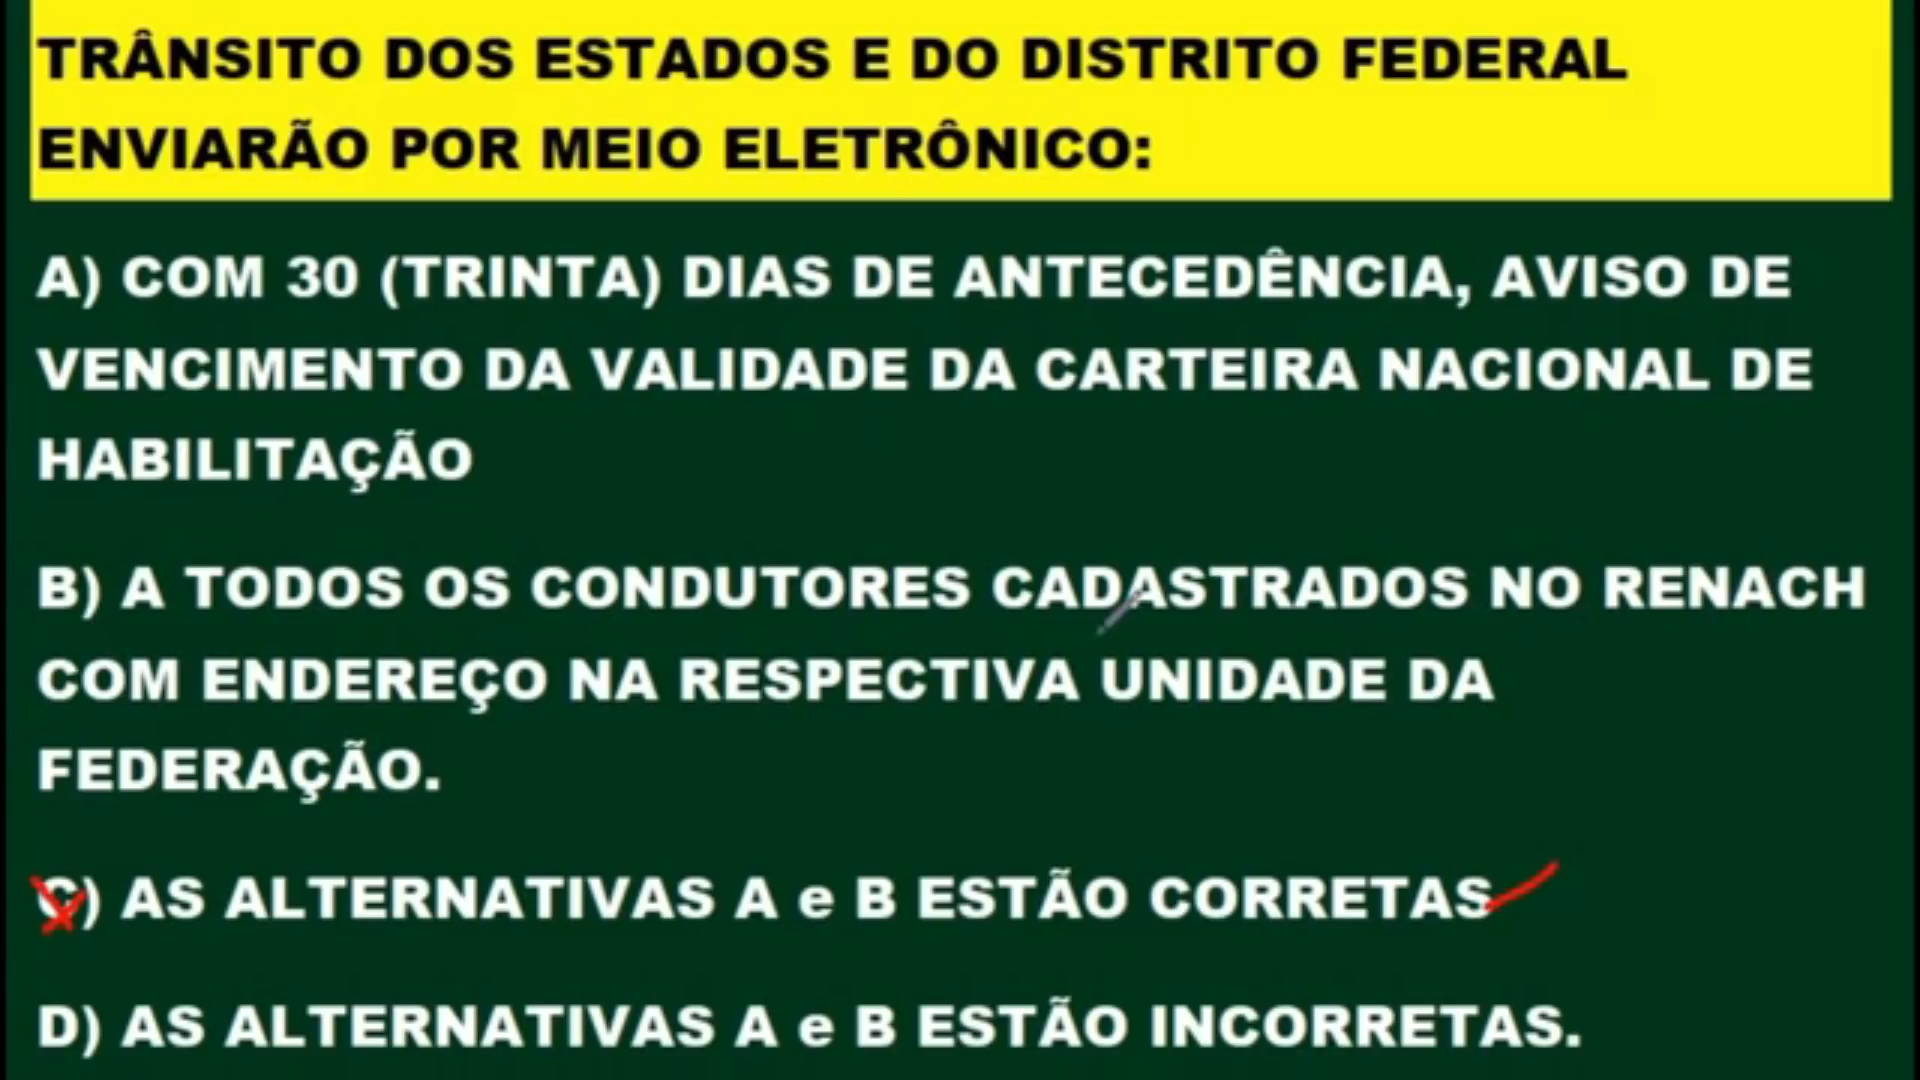 TRÂNSITO DOS ESTADOS E DO DISTRITO FEDERAL
ENVIARÃO POR MEIO ELETRÔNICO:
A) COM 30 (TRINTA) DIAS DE ANTECEDÊNCIA, AVISO DE
VENCIMENTO DA VALIDADE DA CARTEIRA NACIONAL DE
HABILITAÇÃO
B) A TODOS OS CONDUTORES CADASTRADOS NO RENACH
COM ENDEREÇO NA RESPECTIVA UNIDADE DA
FEDERAÇÃO.
C) AS ALTERNATIVAS A e B ESTÃO CORRETAS
D) AS ALTERNATIVAS A e B ESTÃO INCORRETAS.